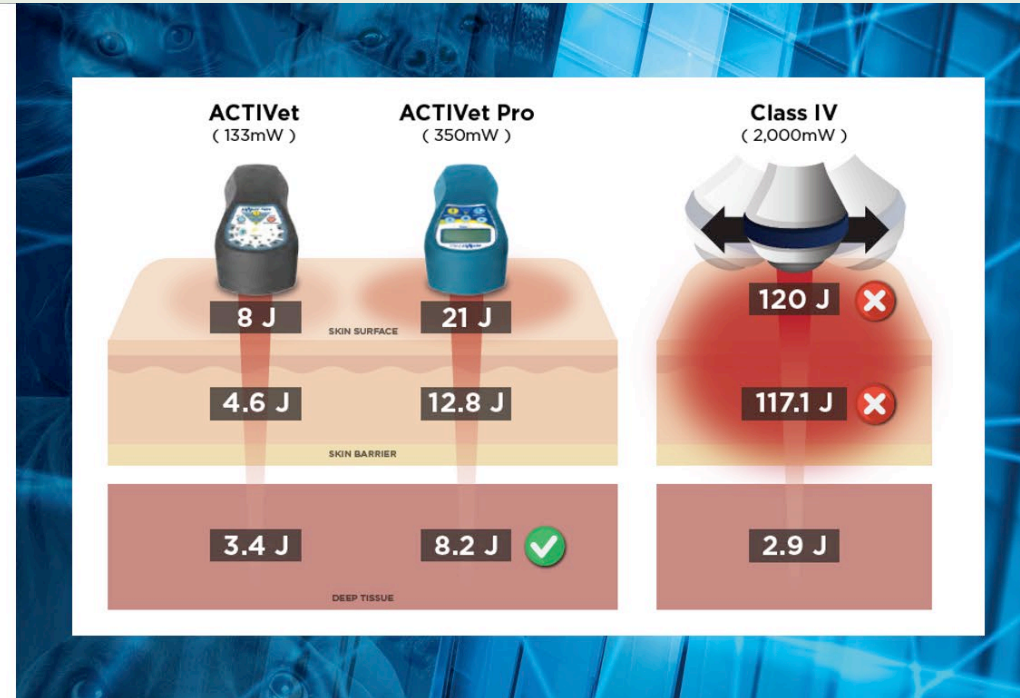 ACTIVet
( 133mW )
ACTIVet Pro
( 350mW )
Class IV
( 2,000mW )
8 J
SKIN SURFACE
21 J
120 J
4.6 J
12.8 J
117.1 J
SKIN BARRIER
3.4 J
8.2 J
2.9 J
DEEP TISSUE